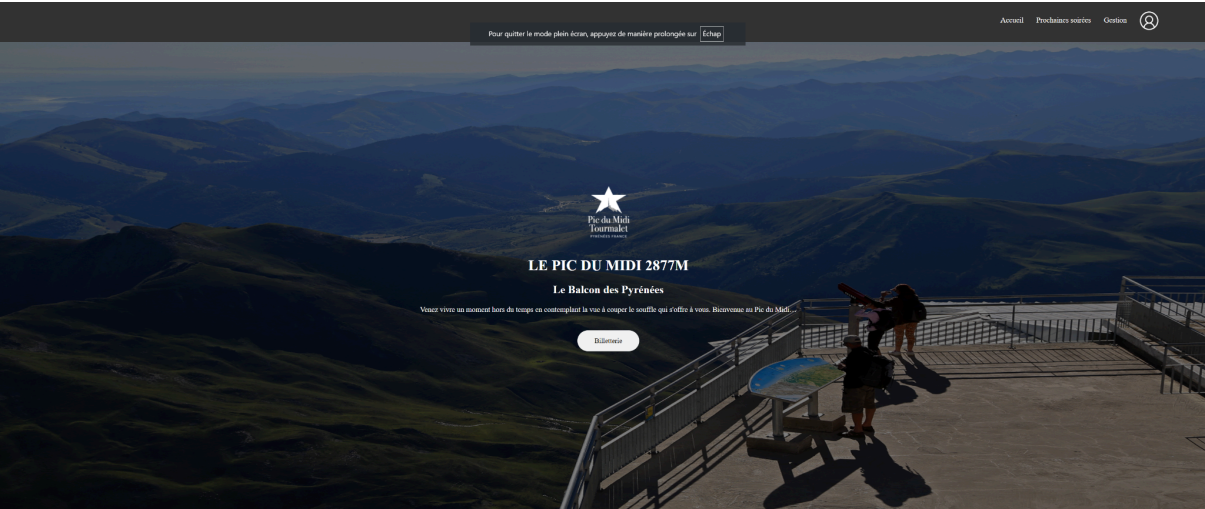 Accueil Prochaines soirées Gestion
Pour quitter le mode plein écran, appuyez de manière prolongée sur Échap
Pic du Midi
Tourmalet
PYRÉNÉES FRANCE
LE PIC DU MIDI 2877M
Le Balcon des Pyrénées
Venez vivre un moment hors du temps en contemplant la vue à couper le souffle qui s'offre à vous. Bienvenue au Pic du Midi...
Billetterie